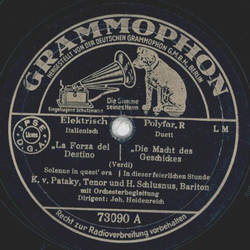 GRAMMOPHON
HERGESTELLT VON DER DEUTSCHEN GRAMMOPHON G.M.B.H. BERLIN
Die Stimme
seines Herrn
Eingetragene Schutzmarke
Elektrisch Polyfar. R L M
Italienisch Duett
„La Forza del „Die Macht des
Destino Geschickes
(Verdi)
Solenne in quest' ora | In dieser feierlichen Stunde
K. v. Pataky, Tenor und H. Schlusnus, Bariton
mit Orchesterbegleitung
Dirigent: Joh. Heidenreich
73090 A
Recht zur Radioverbreitung vorbehalten